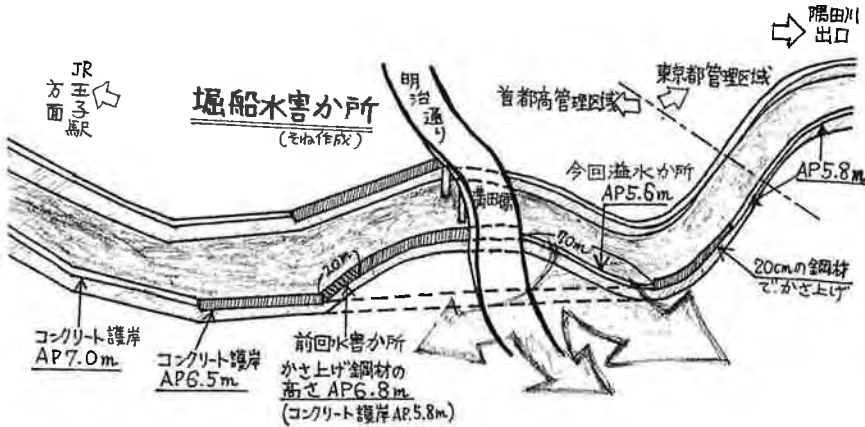 隅田川
出口
JR王子駅
方面
堀船水害か所
(そね作成)
明治通り
首都高管理区域
東京都管理区域
今回溢水か所
AP5.6m
AP5.8m
20m
70m
20cmの鋼材
でかさ上げ
コンクリート護岸
AP7.0m
コンクリート護岸
AP6.5m
前回水害か所
かさ上げ鋼材の
高さAP6.8m
(コンクリート護岸AP.5.8m)